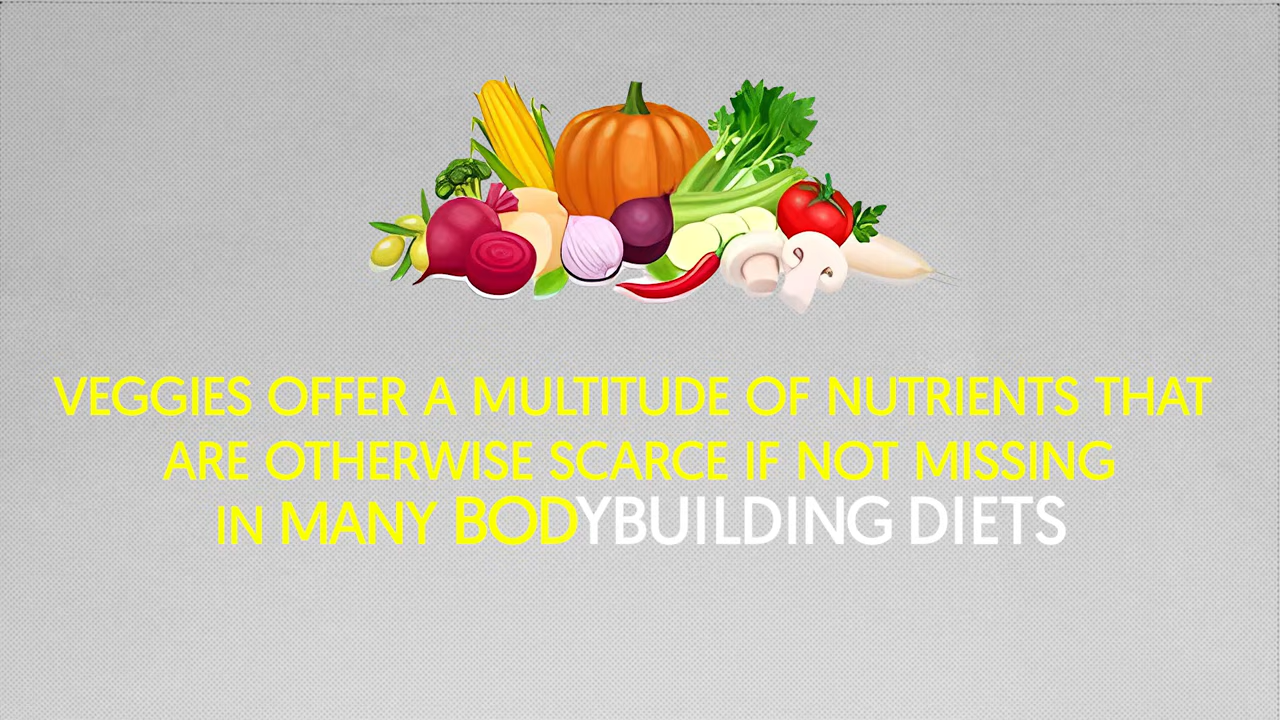 VEGGIES OFFER A MULTITUDE OF NUTRIENTS THAT
ARE OTHERWISE SCARCE IF NOT MISSING
IN MANY BODYBUILDING DIETS